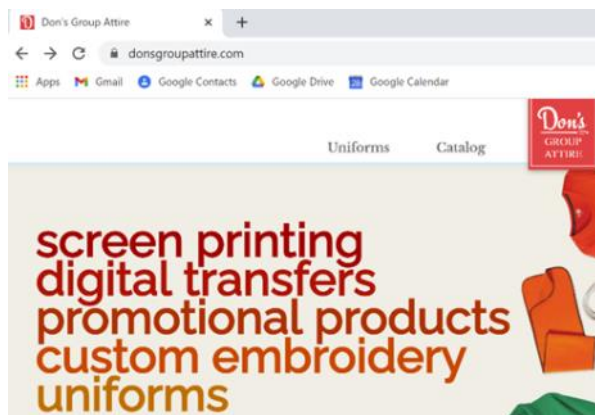 Don's Group Attire
donsgroupattire.com
Apps Gmail Google Contacts Google Drive Google Calendar
Uniforms Catalog
Don's
GROUP
ATTIRE
screen printing
digital transfers
promotional products
custom embroidery
uniforms